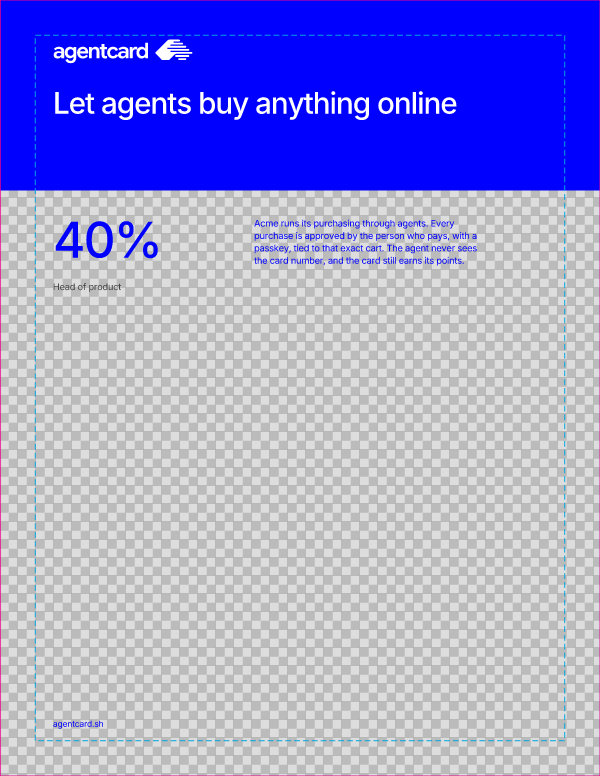 agentcard
Let agents buy anything online
40%
Head of product
Acme runs its purchasing through agents. Every
purchase is approved by the person who pays, with a
passkey, tied to that exact cart. The agent never sees
the card number, and the card still earns its points.
agentcard.sh